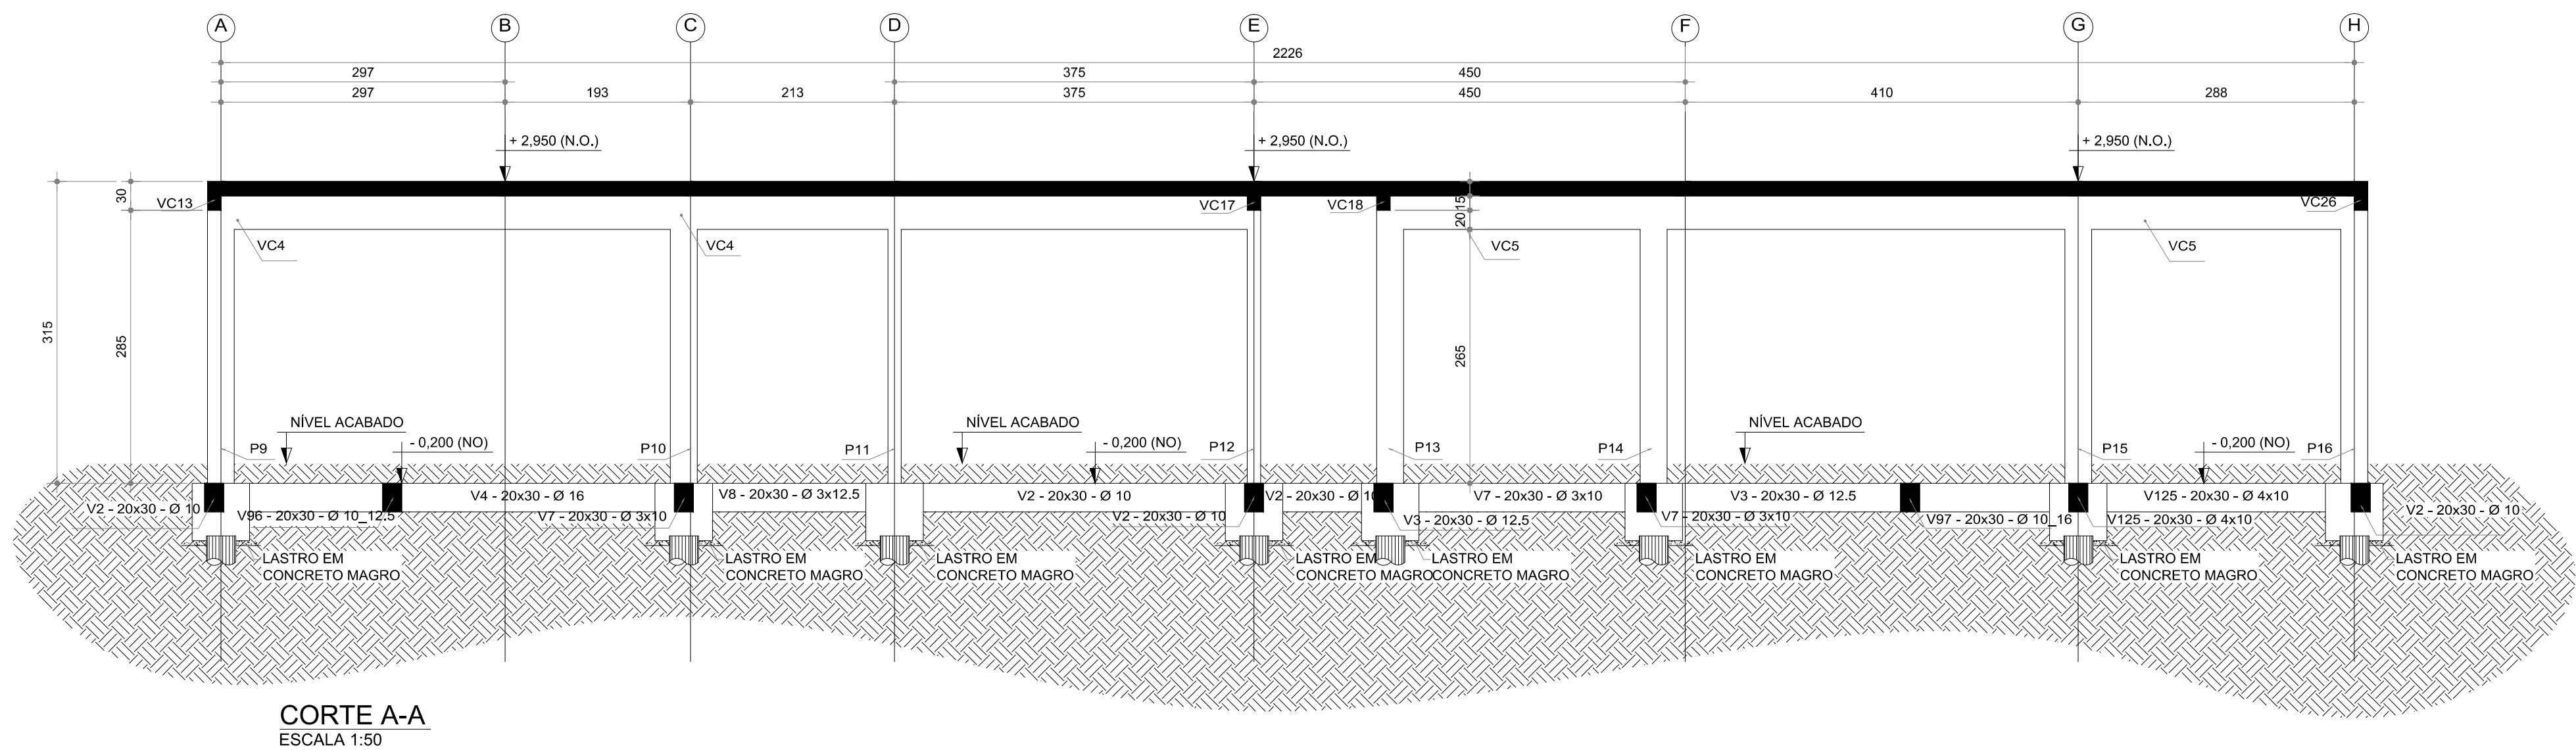 A B C D E F G H
2226
297 375 450
297 193 213 375 450 410 288
+ 2,950 (N.O.) + 2,950 (N.O.) + 2,950 (N.O.)
30
VC13 VC17 VC18 15 VC26
20
VC4 VC4 VC5 VC5
315
285
265
NÍVEL ACABADO NÍVEL ACABADO NÍVEL ACABADO
- 0,200 (NO) - 0,200 (NO) - 0,200 (NO)
P9 P10 P11 P12 P13 P14 P15 P16
V4 - 20x30 - Ø 16 V8 - 20x30 - Ø 3x12.5 V2 - 20x30 - Ø 10 V2 - 20x30 - Ø 10 V7 - 20x30 - Ø 3x10 V3 - 20x30 - Ø 12.5 V125 - 20x30 - Ø 4x10
V2 - 20x30 - Ø 10 V2 - 20x30 - Ø 10
V96 - 20x30 - Ø 10_12.5 V7 - 20x30 - Ø 3x10 V2 - 20x30 - Ø 10 V3 - 20x30 - Ø 12.5 V7 - 20x30 - Ø 3x10 V97 - 20x30 - Ø 10_16 V125 - 20x30 - Ø 4x10
LASTRO EM LASTRO EM LASTRO EM LASTRO EM LASTRO EM LASTRO EM LASTRO EM LASTRO EM
CONCRETO MAGRO CONCRETO MAGRO CONCRETO MAGRO CONCRETO MAGRO CONCRETO MAGRO CONCRETO MAGRO CONCRETO MAGRO CONCRETO MAGRO
CORTE A-A
ESCALA 1:50